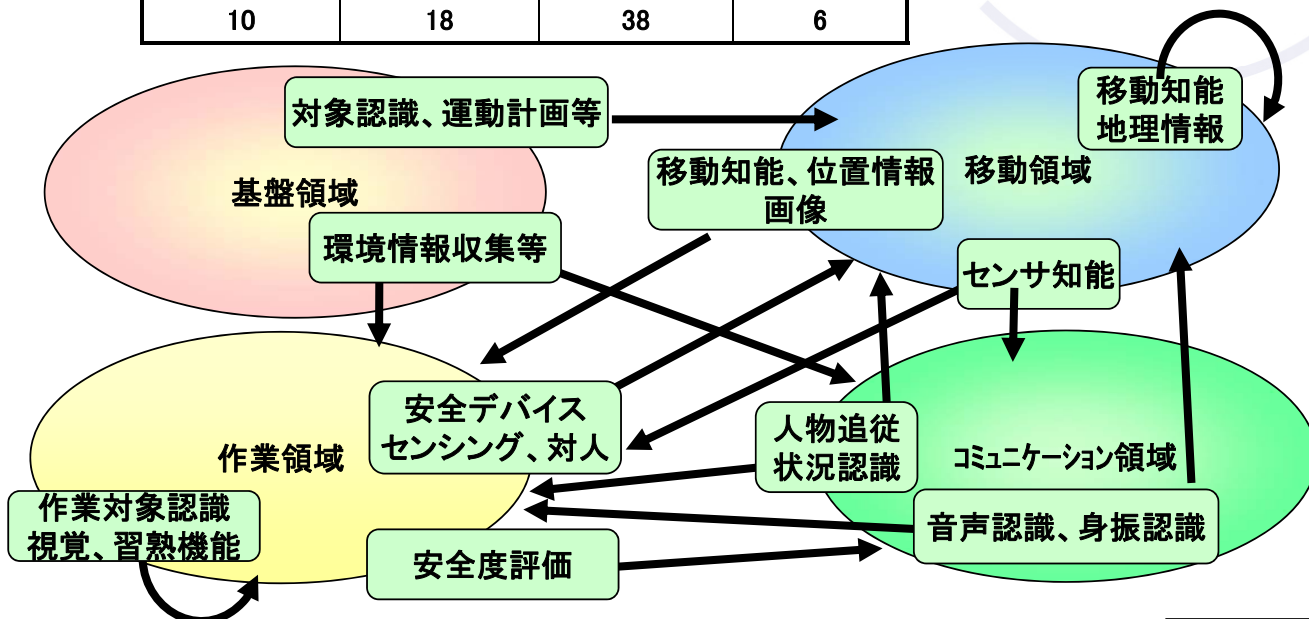 10 18 38 6
対象認識、運動計画等
移動知能
地理情報
基盤領域
移動知能、位置情報
画像
移動領域
環境情報収集等
センサ知能
安全デバイス
センシング、対人
作業領域
人物追従
状況認識
コミュニケーション領域
作業対象認識
視覚、習熟機能
音声認識、身振認識
安全度評価